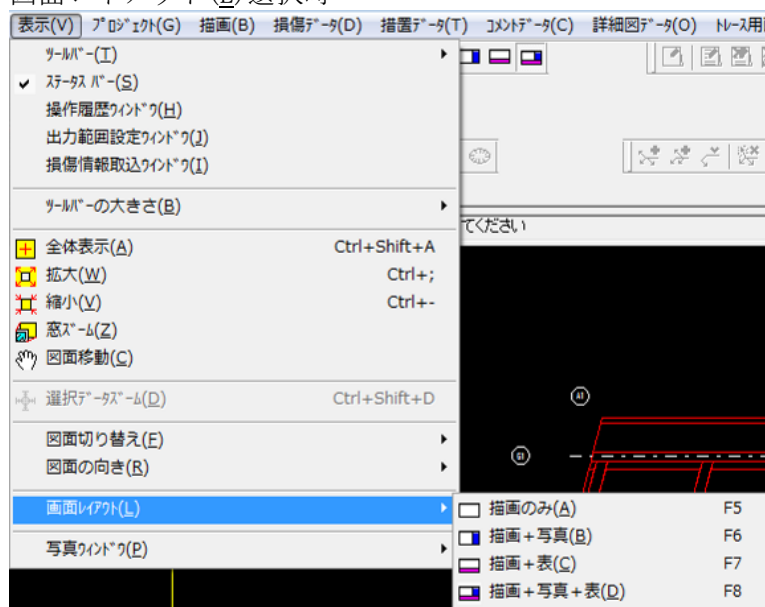 表示(V) ﾌﾟﾛｼﾞｪｸﾄ(G) 描画(B) 損傷ﾃﾞｰﾀ(D) 措置ﾃﾞｰﾀ(T) ｺﾒﾝﾄﾃﾞｰﾀ(C) 詳細図ﾃﾞｰﾀ(O) ﾄﾚｰｽ用
ﾂｰﾙﾊﾞｰ(T)
ｽﾃｰﾀｽ ﾊﾞｰ(S)
操作履歴ｳｨﾝﾄﾞｳ(H)
出力範囲設定ｳｨﾝﾄﾞｳ(J)
損傷情報取込ｳｨﾝﾄﾞｳ(I)
ﾂｰﾙﾊﾞｰの大きさ(B)
てください
全体表示(A) Ctrl+Shift+A
拡大(W) Ctrl+;
縮小(V) Ctrl+-
窓ｽﾞｰﾑ(Z)
図面移動(C)
選択ﾃﾞｰﾀｽﾞｰﾑ(D) Ctrl+Shift+D
A1
図面切り替え(F)
G1
図面の向き(R)
画面ﾚｲｱｳﾄ(L)
描画のみ(A) F5
描画+写真(B) F6
写真ｳｨﾝﾄﾞｳ(P)
描画+表(C) F7
描画+写真+表(D) F8